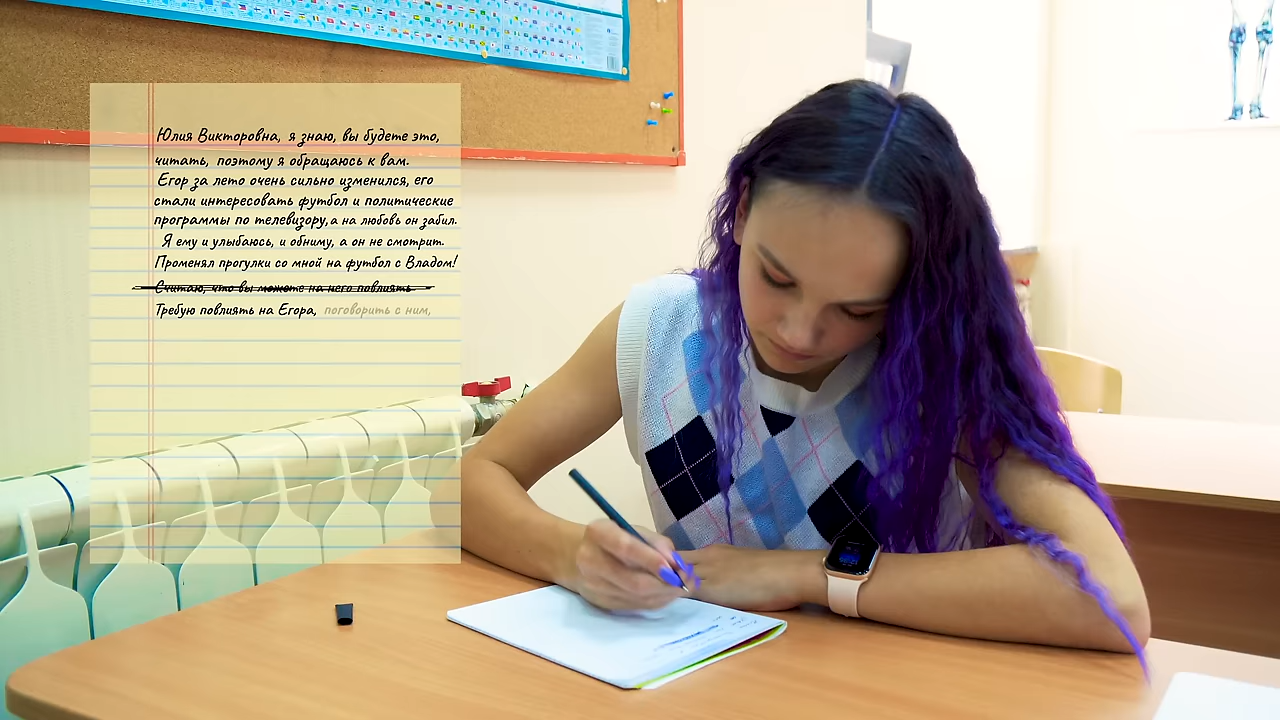 Юлия Викторовна, я знаю, вы будете это,
читать, поэтому я обращаюсь к вам.
Егор за лето очень сильно изменился, его
стали интересовать футбол и политические
программы по телевизору, а на любовь он забил.
Я ему и улыбаюсь, и обниму, а он не смотрит.
Променял прогулки со мной на футбол с Владом!
Считаю, что вы можете на него повлиять
Требую повлиять на Егора, поговорить с ним,